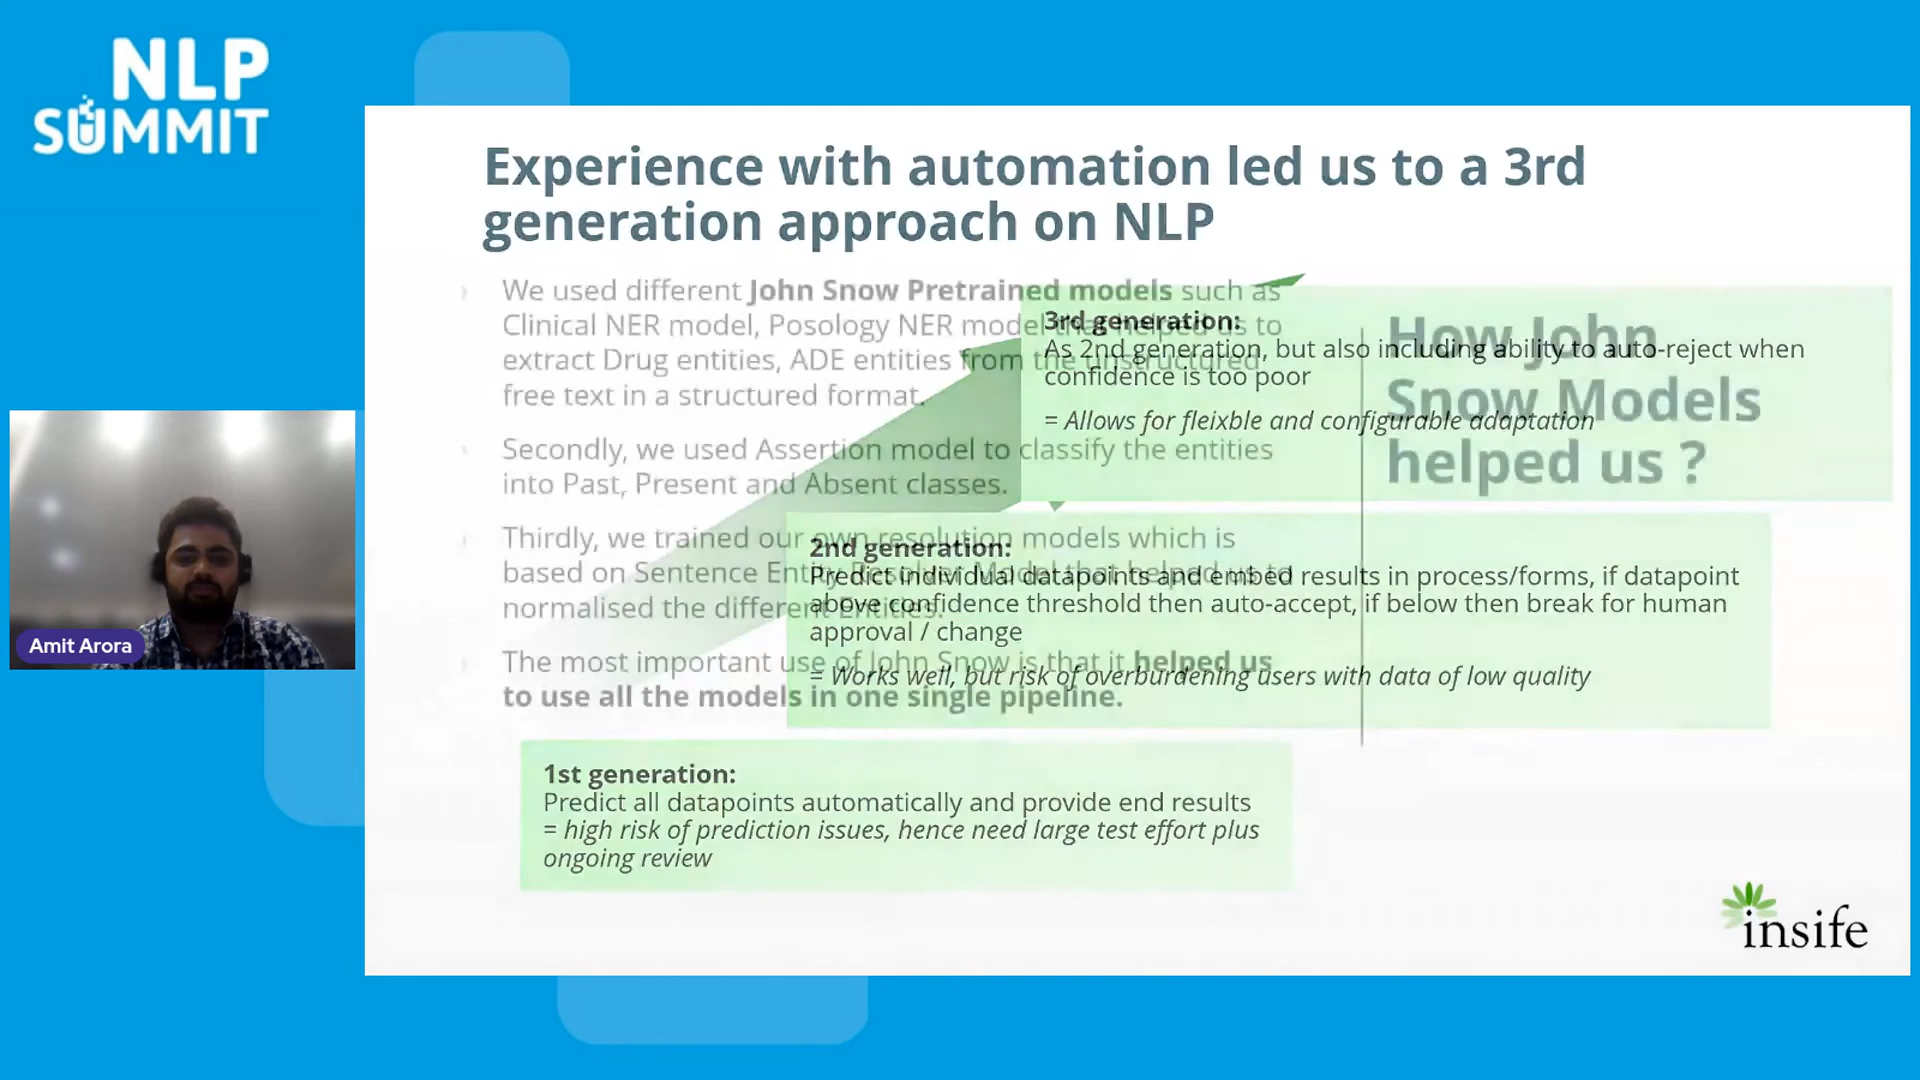 NLP
SUMMIT
Experience with automation led us to a 3rd
generation approach on NLP
We used different John Snow Pretrained models such as
Clinical NER model, Posology NER model that helped us to
extract Drug entities, ADE entities from the unstructured
free text in a structured format.
Secondly, we used Assertion model to classify the entities
into Past, Present and Absent classes.
Thirdly, we trained our own resolution models which is
based on Sentence Entity Resolver Model that helped us to
normalised the different Entities.
The most important use of John Snow is that it helped us
to use all the models in one single pipeline.
How John
Snow Models
helped us ?
3rd generation:
As 2nd generation, but also including ability to auto-reject when
confidence is too poor
= Allows for fleixble and configurable adaptation
2nd generation:
Predict individual datapoints and embed results in process/forms, if datapoint
above confidence threshold then auto-accept, if below then break for human
approval / change
= Works well, but risk of overburdening users with data of low quality
1st generation:
Predict all datapoints automatically and provide end results
= high risk of prediction issues, hence need large test effort plus
ongoing review
Amit Arora
insife